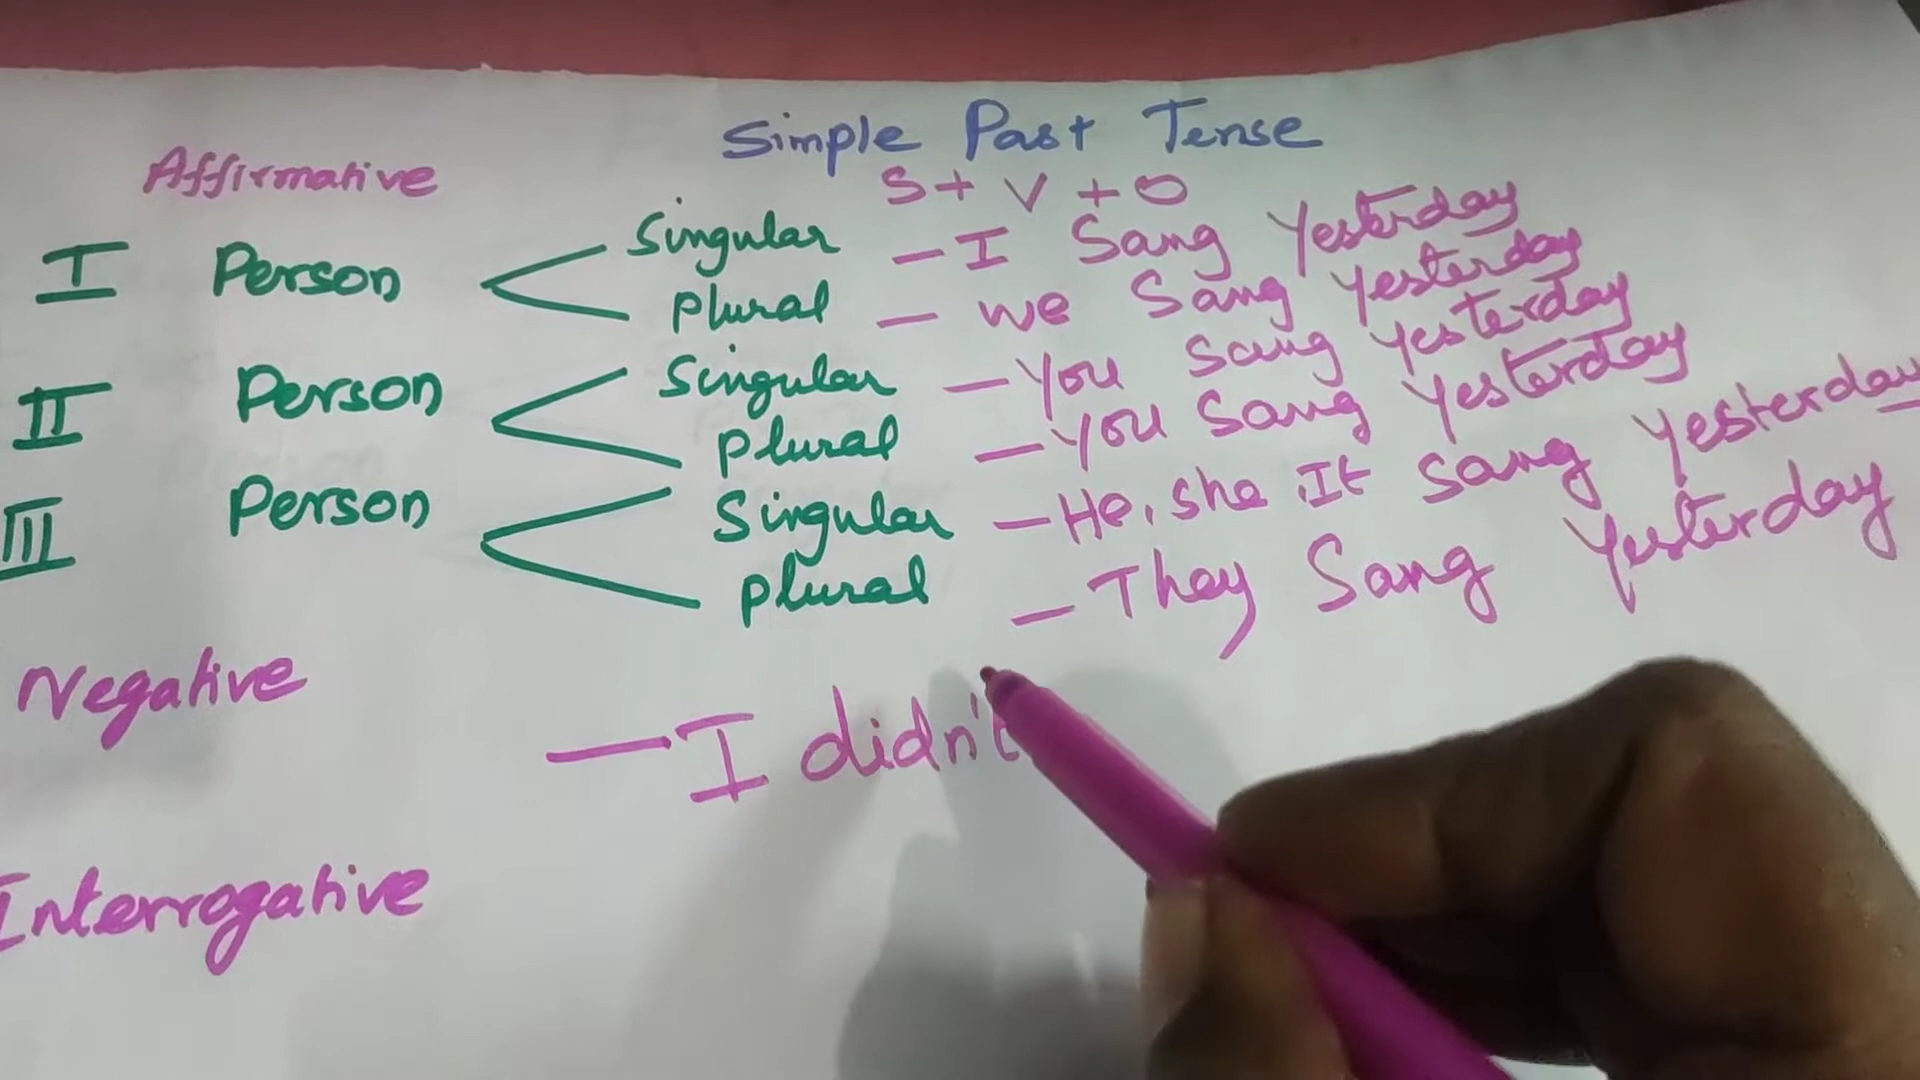 Simple Past Tense
Affirmative
S + V + O
I Person
Singular – I Sang Yesterday
Plural – we Sang Yesterday
II Person
Singular – You Sang Yesterday
Plural – You Sang Yesterday
III Person
Singular – He, she, It Sang Yesterday
Plural – They Sang Yesterday
Negative
– I didn't
Interrogative